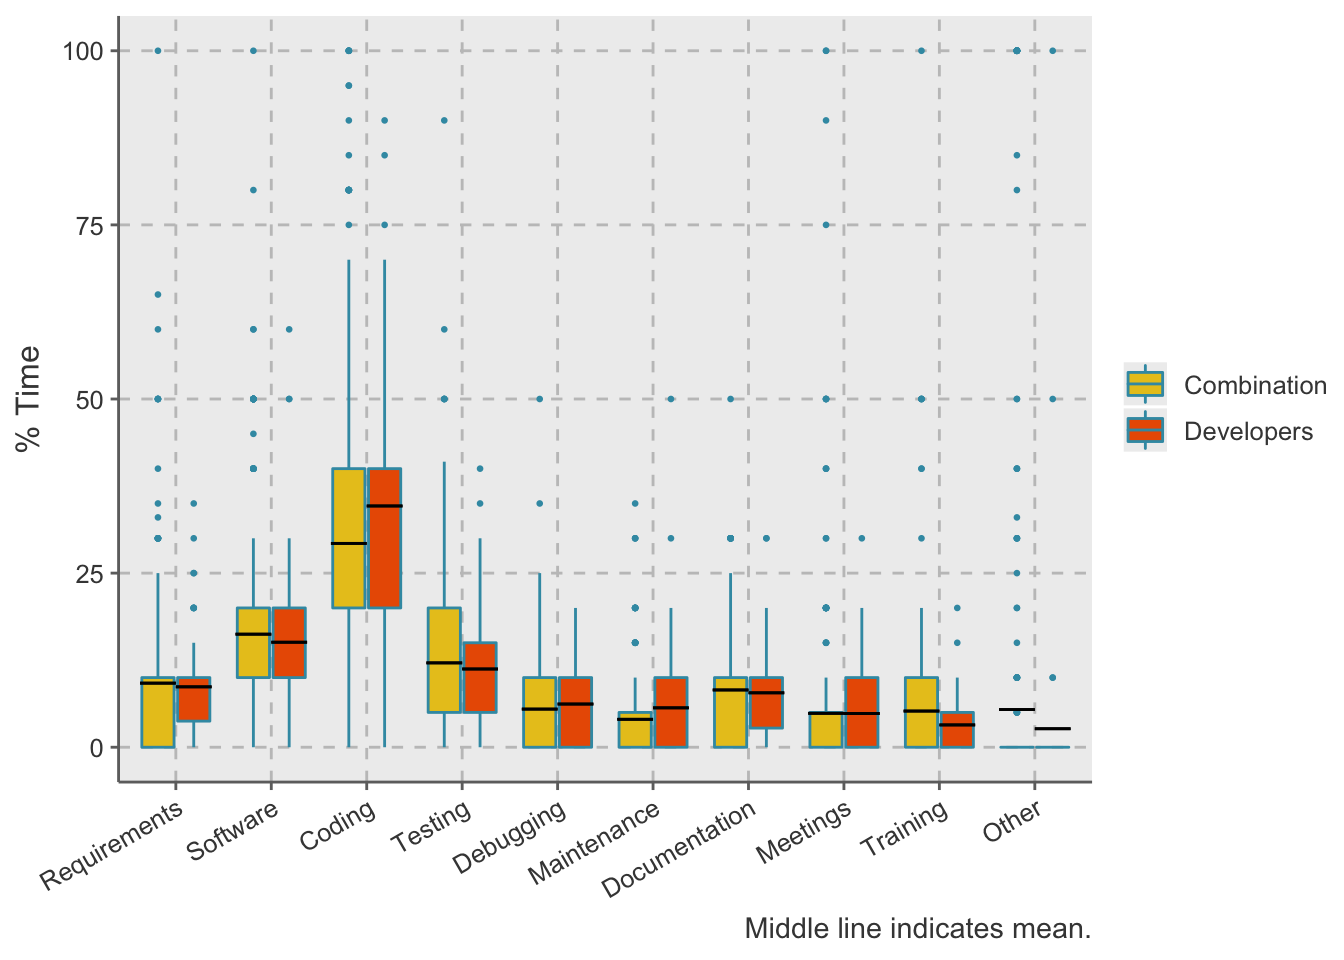 % Time
100
75
50
25
0
Requirements
Software
Coding
Testing
Debugging
Maintenance
Documentation
Meetings
Training
Other
Combination
Developers
Middle line indicates mean.